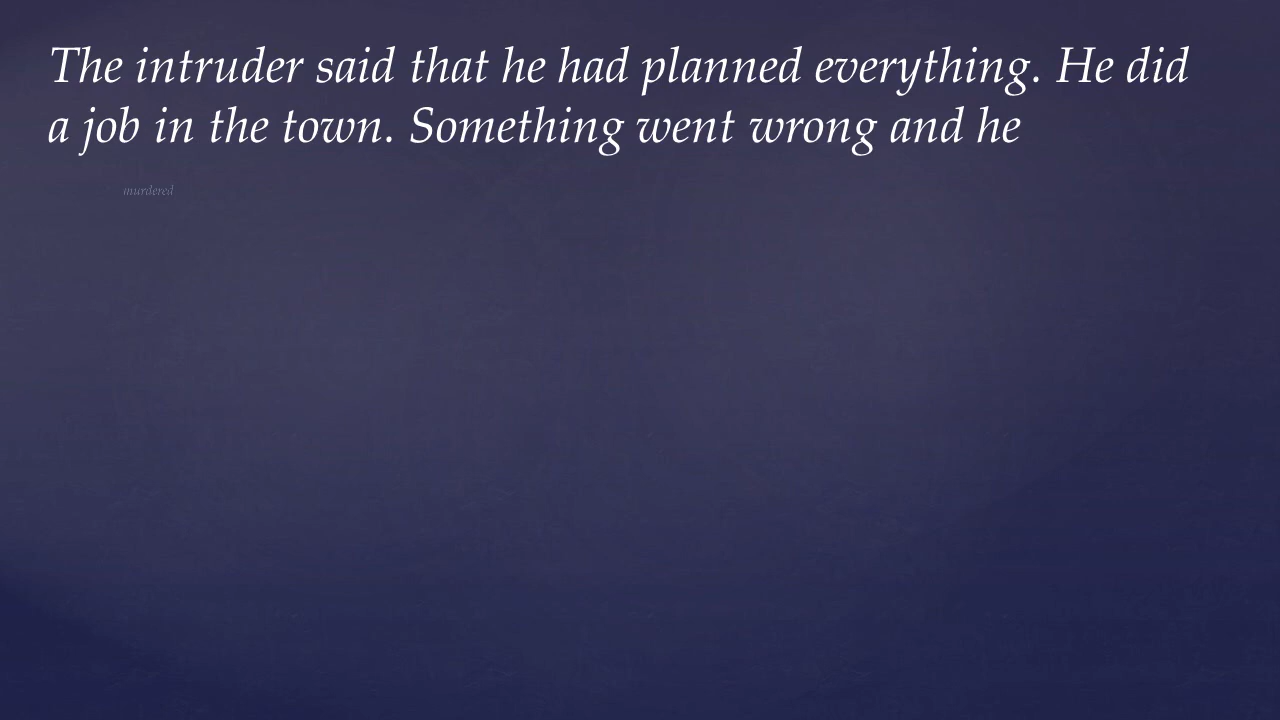 The intruder said that he had planned everything. He did
a job in the town. Something went wrong and he
murdered